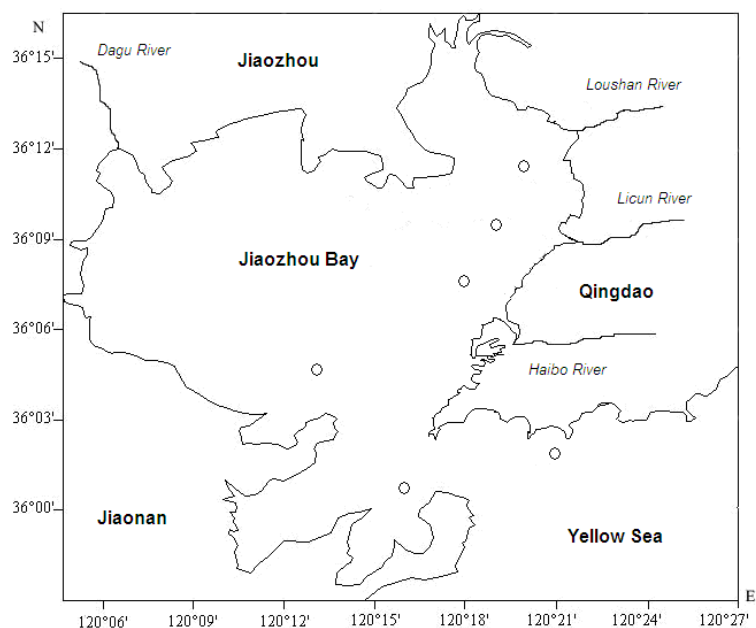 N
Dagu River
Jiaozhou
36°15'
Loushan River
36°12'
Licun River
36°09'
Jiaozhou Bay
Qingdao
36°06'
Haibo River
36°03'
36°00'
Jiaonan
Yellow Sea
E
120°06' 120°09' 120°12' 120°15' 120°18' 120°21' 120°24' 120°27'